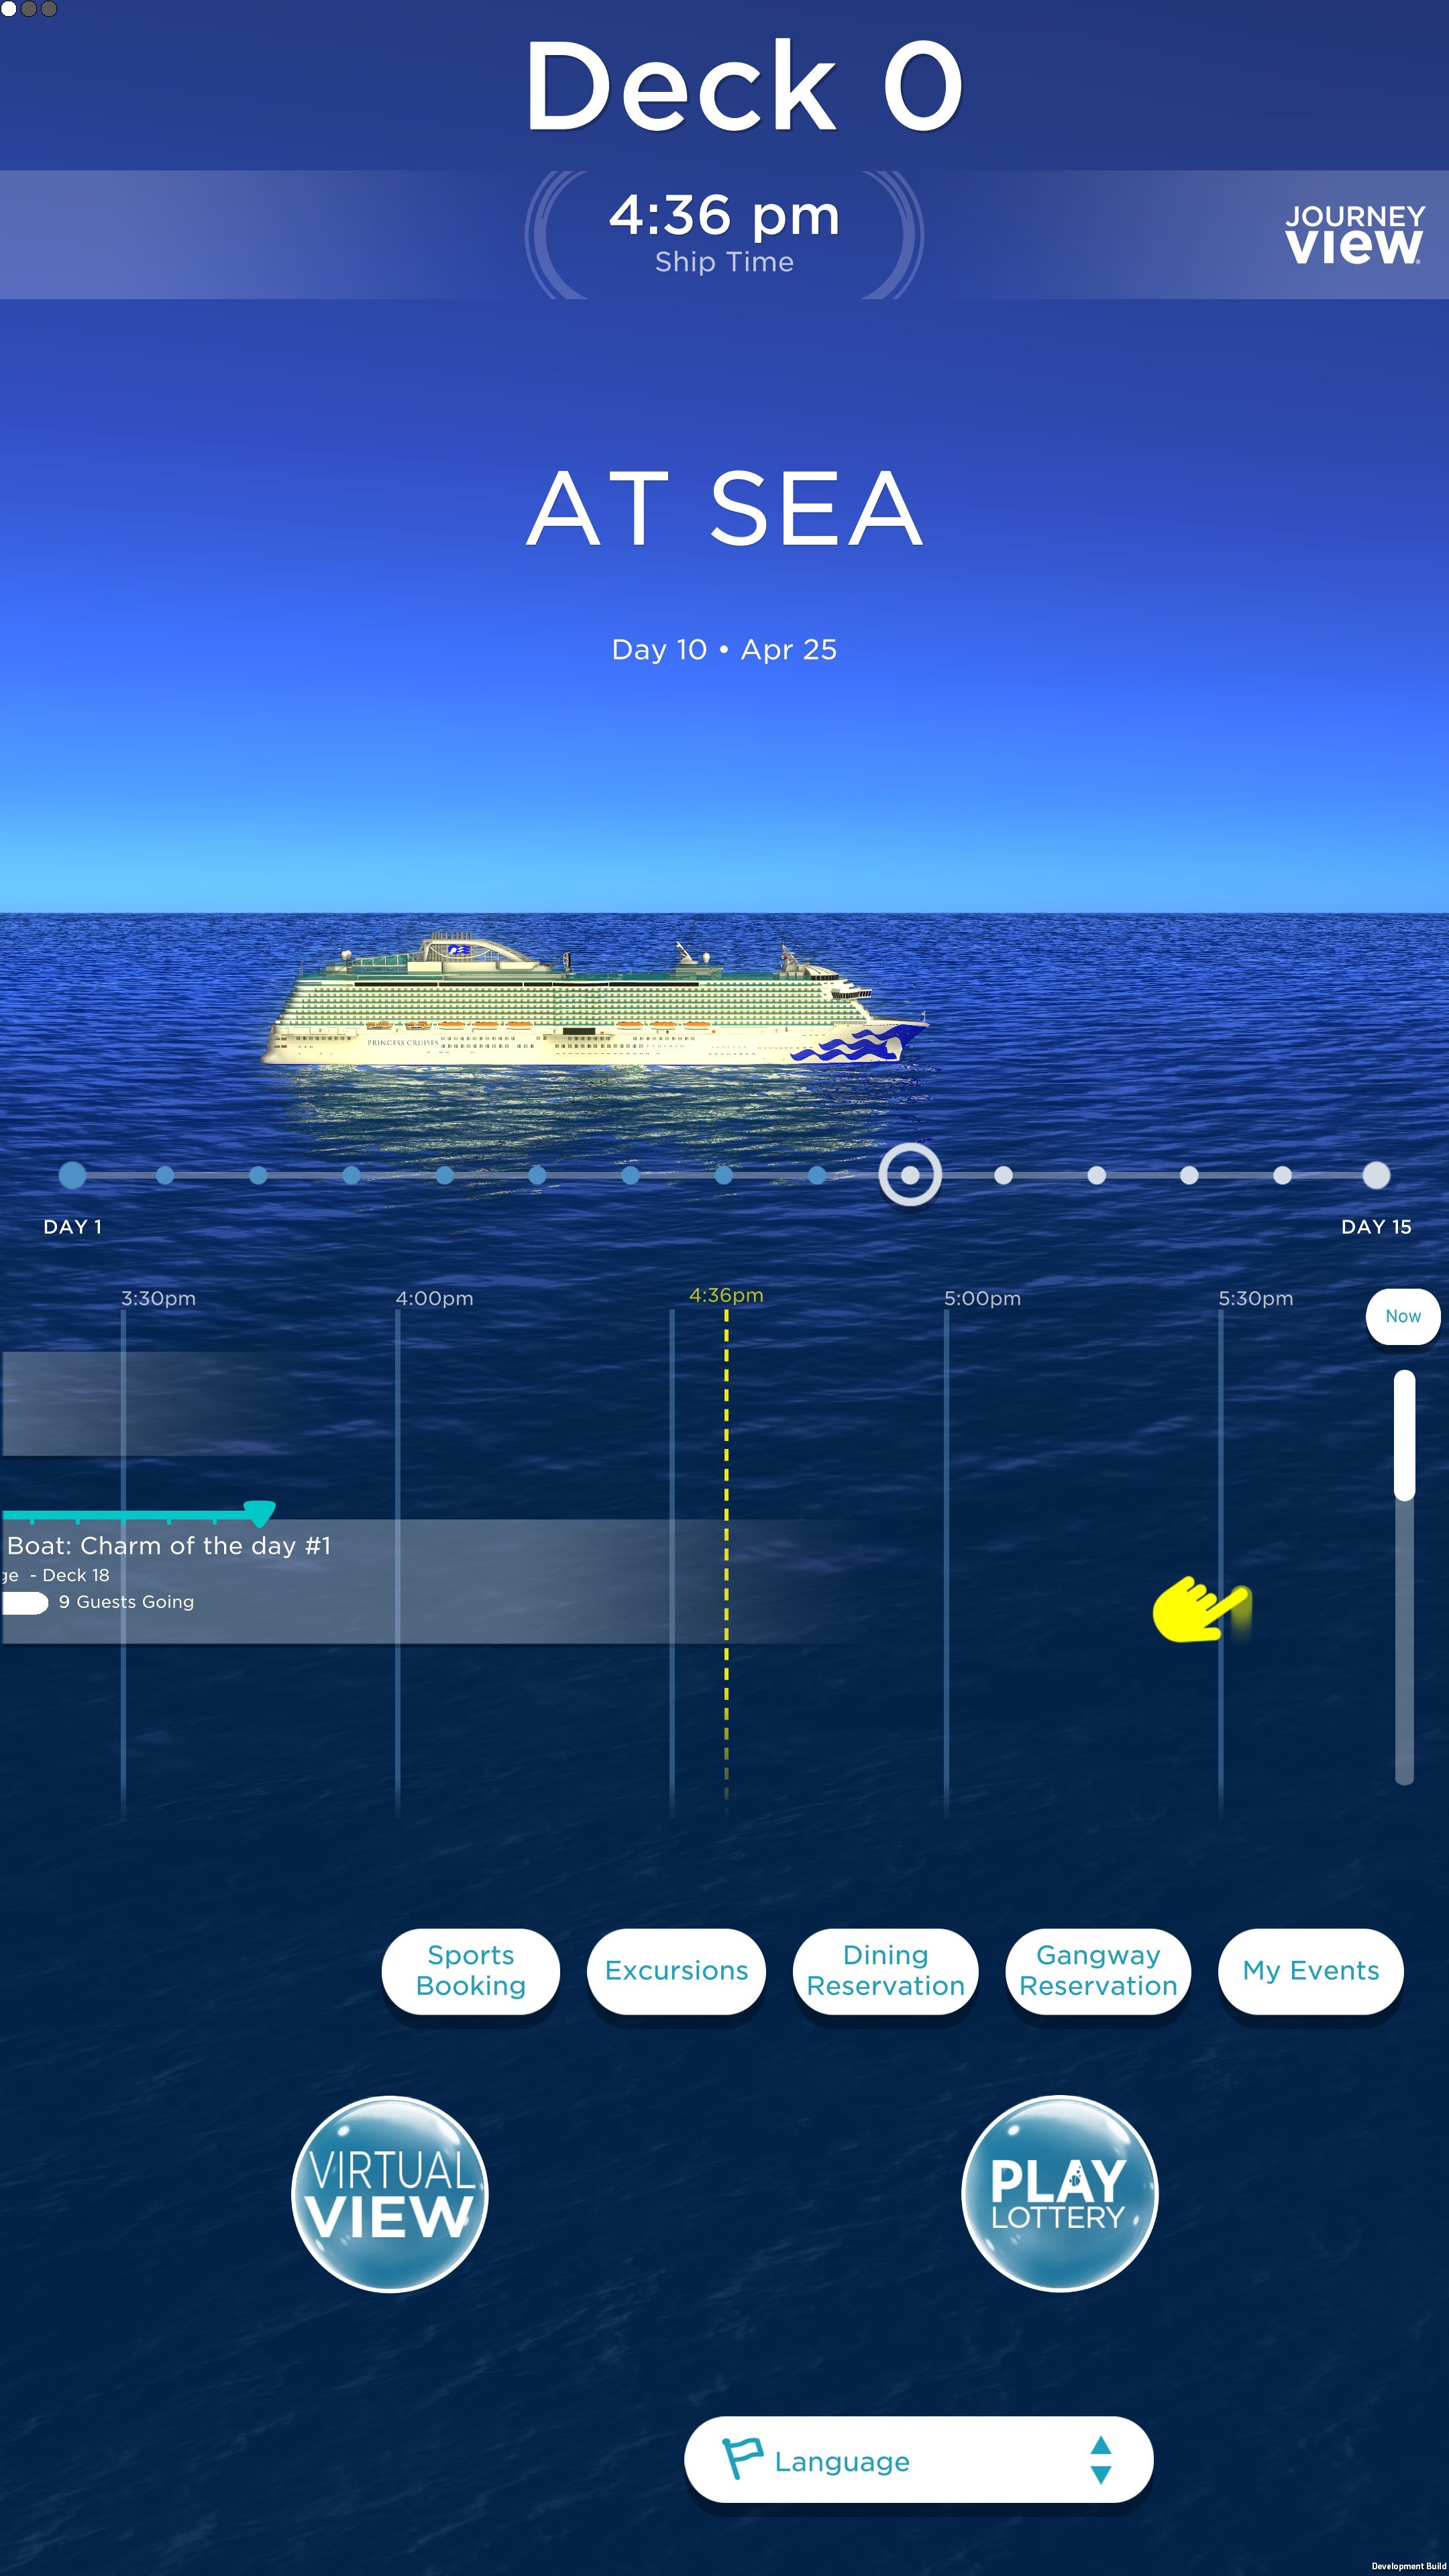 Deck 0
4:36 pm
Ship Time
JOURNEY
view
AT SEA
Day 10 • Apr 25
PRINCESS CRUISES
DAY 1
DAY 15
3:30pm
4:00pm
4:36pm
5:00pm
5:30pm
Now
Boat: Charm of the day #1
ge - Deck 18
9 Guests Going
Sports
Booking
Excursions
Dining
Reservation
Gangway
Reservation
My Events
VIRTUAL
VIEW
PLAY
LOTTERY
Language
Development Build